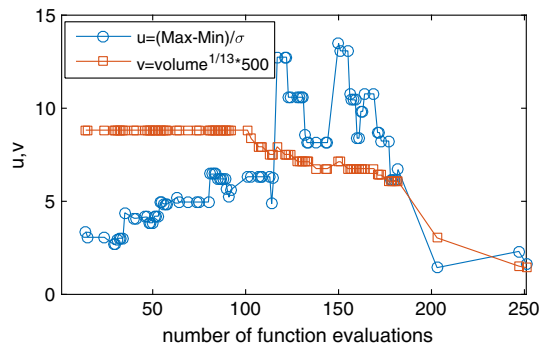 15
10
5
0
u,v
u=(Max-Min)/σ
v=volume^{1/13}*500
50 100 150 200 250
number of function evaluations